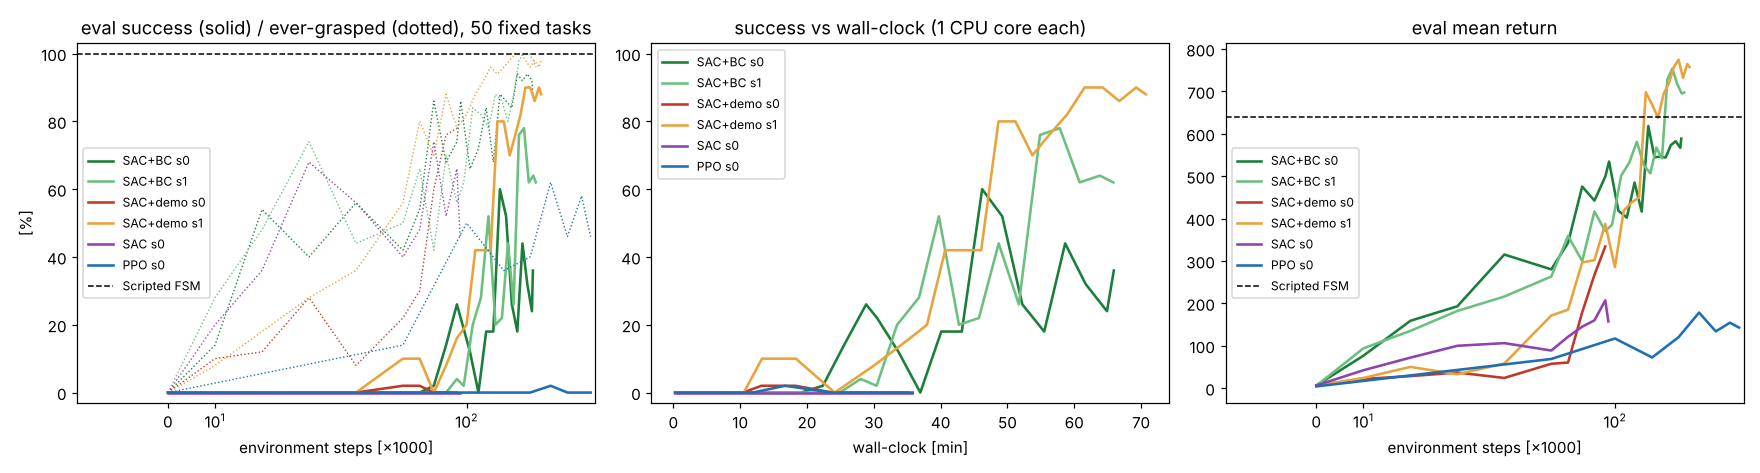 eval success (solid) / ever-grasped (dotted), 50 fixed tasks
100
80
60
40
20
0
[%]
SAC+BC s0
SAC+BC s1
SAC+demo s0
SAC+demo s1
SAC s0
PPO s0
Scripted FSM
0
10¹
10²
environment steps [×1000]
success vs wall-clock (1 CPU core each)
100
80
60
40
20
0
SAC+BC s0
SAC+BC s1
SAC+demo s0
SAC+demo s1
SAC s0
PPO s0
0
10
20
30
40
50
60
70
wall-clock [min]
eval mean return
800
700
600
500
400
300
200
100
0
SAC+BC s0
SAC+BC s1
SAC+demo s0
SAC+demo s1
SAC s0
PPO s0
Scripted FSM
0
10¹
10²
environment steps [×1000]